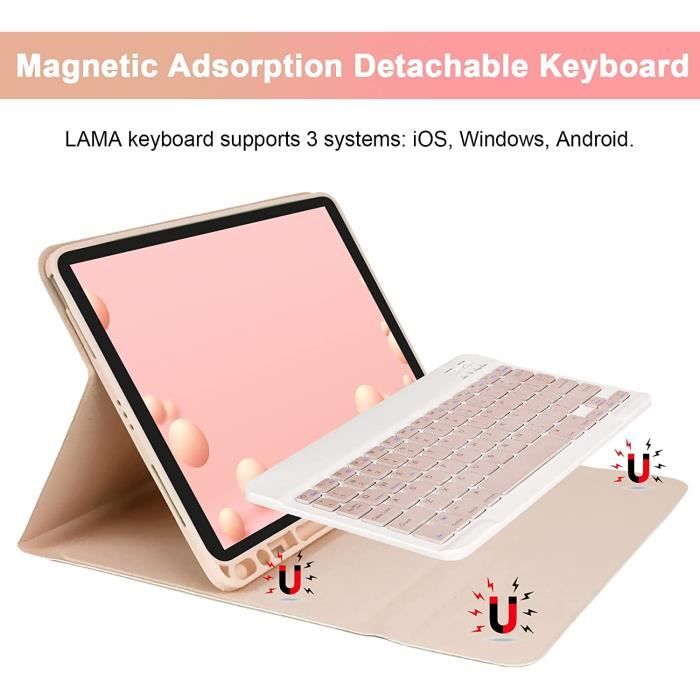 Magnetic Adsorption Detachable Keyboard
LAMA keyboard supports 3 systems: iOS, Windows, Android.